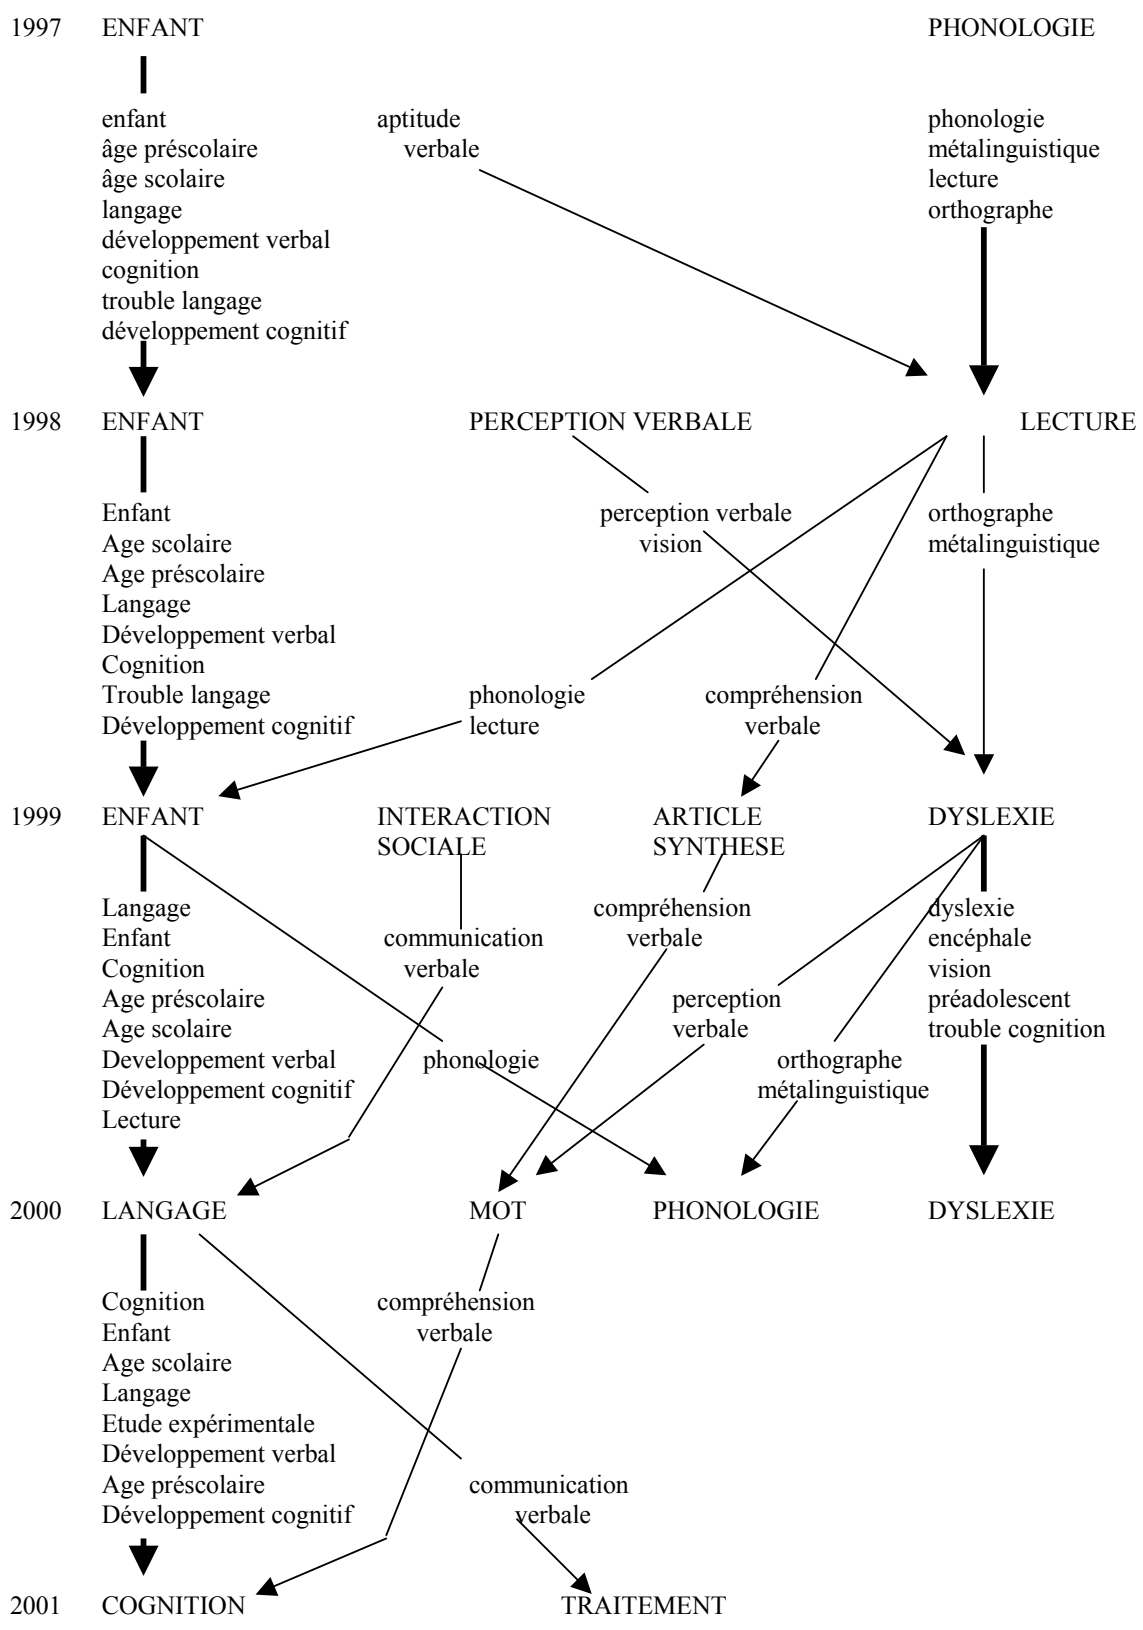 1997 ENFANT PHONOLOGIE
enfant aptitude phonologie
âge préscolaire verbale métalinguistique
âge scolaire lecture
langage orthographe
développement verbal
cognition
trouble langage
développement cognitif
1998 ENFANT PERCEPTION VERBALE LECTURE
Enfant perception verbale orthographe
Age scolaire vision métalinguistique
Age préscolaire
Langage
Développement verbal
Cognition
Trouble langage phonologie compréhension
Développement cognitif lecture verbale
1999 ENFANT INTERACTION ARTICLE DYSLEXIE
SOCIALE SYNTHESE
Langage compréhension dyslexie
Enfant communication verbale encéphale
Cognition verbale vision
Age préscolaire perception préadolescent
Age scolaire verbale trouble cognition
Developpement verbal phonologie orthographe
Développement cognitif métalinguistique
Lecture
2000 LANGAGE MOT PHONOLOGIE DYSLEXIE
Cognition compréhension
Enfant verbale
Age scolaire
Langage
Etude expérimentale
Développement verbal
Age préscolaire communication
Développement cognitif verbale
2001 COGNITION TRAITEMENT